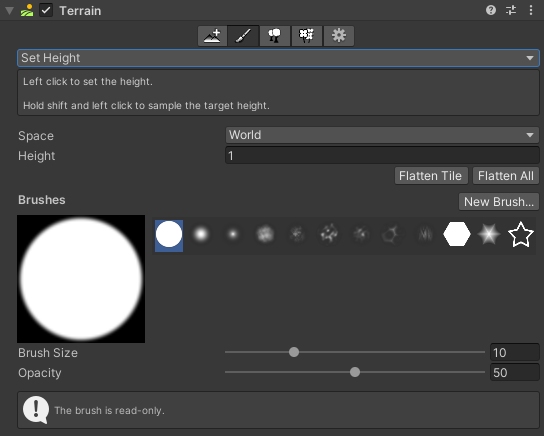 Terrain
Set Height
Left click to set the height.
Hold shift and left click to sample the target height.
Space World
Height 1
Flatten Tile Flatten All
Brushes New Brush...
Brush Size 10
Opacity 50
The brush is read-only.